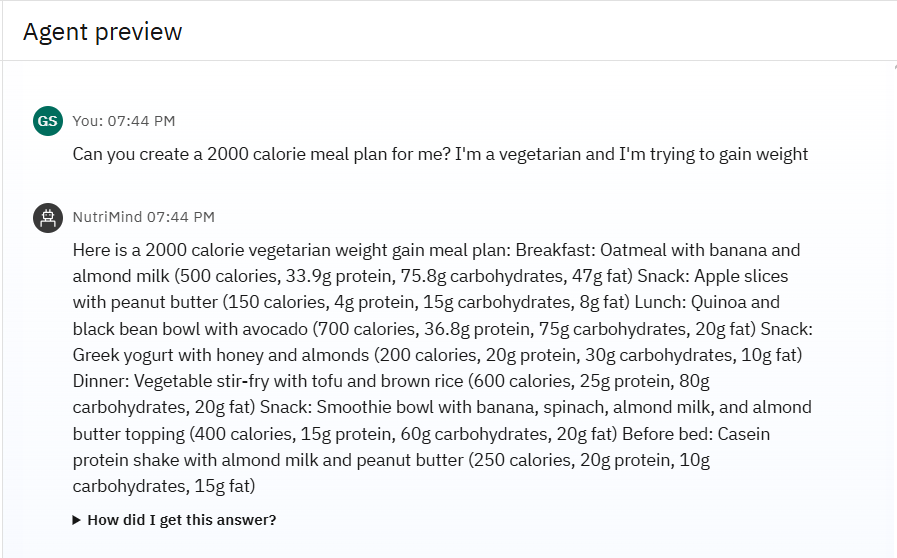 Agent preview
GS
You: 07:44 PM
Can you create a 2000 calorie meal plan for me? I'm a vegetarian and I'm trying to gain weight
NutriMind 07:44 PM
Here is a 2000 calorie vegetarian weight gain meal plan: Breakfast: Oatmeal with banana and
almond milk (500 calories, 33.9g protein, 75.8g carbohydrates, 47g fat) Snack: Apple slices
with peanut butter (150 calories, 4g protein, 15g carbohydrates, 8g fat) Lunch: Quinoa and
black bean bowl with avocado (700 calories, 36.8g protein, 75g carbohydrates, 20g fat) Snack:
Greek yogurt with honey and almonds (200 calories, 20g protein, 30g carbohydrates, 10g fat)
Dinner: Vegetable stir-fry with tofu and brown rice (600 calories, 25g protein, 80g
carbohydrates, 20g fat) Snack: Smoothie bowl with banana, spinach, almond milk, and almond
butter topping (400 calories, 15g protein, 60g carbohydrates, 20g fat) Before bed: Casein
protein shake with almond milk and peanut butter (250 calories, 20g protein, 10g
carbohydrates, 15g fat)
How did I get this answer?